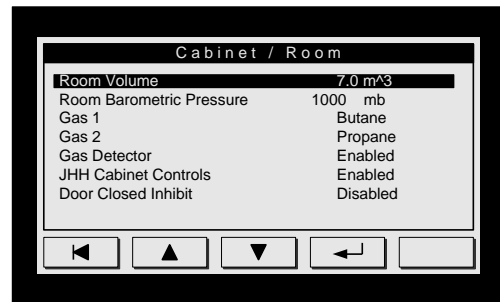 Cabinet / Room
Room Volume 7.0 m^3
Room Barometric Pressure 1000 mb
Gas 1 Butane
Gas 2 Propane
Gas Detector Enabled
JHH Cabinet Controls Enabled
Door Closed Inhibit Disabled